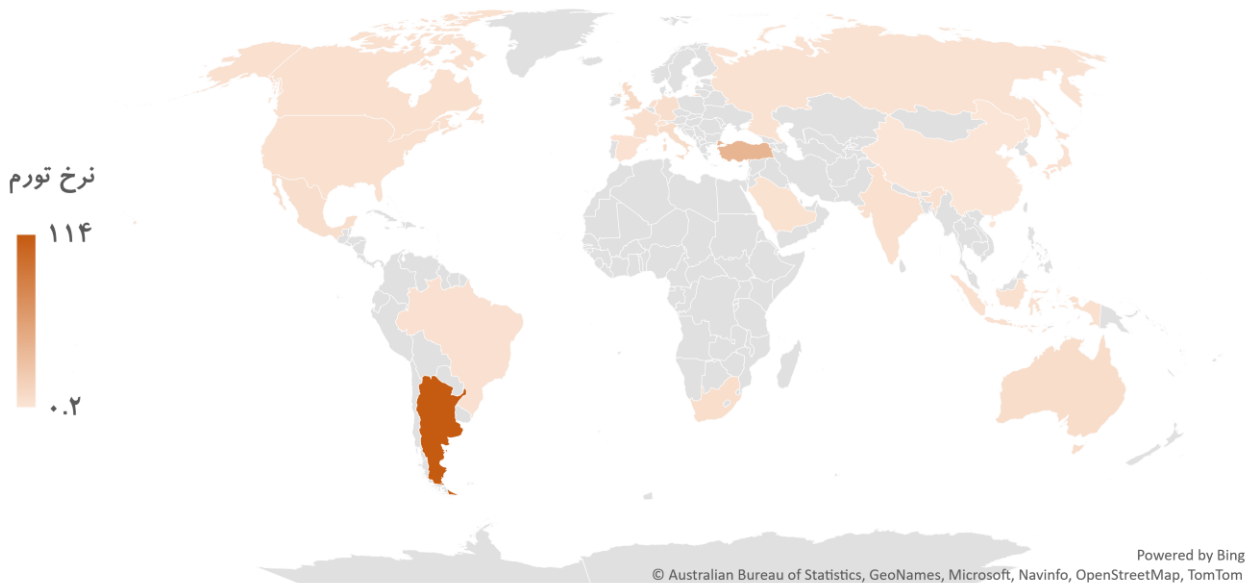 نرخ تورم
۱۱۴
۰.۲
Powered by Bing
© Australian Bureau of Statistics, GeoNames, Microsoft, Navinfo, OpenStreetMap, TomTom